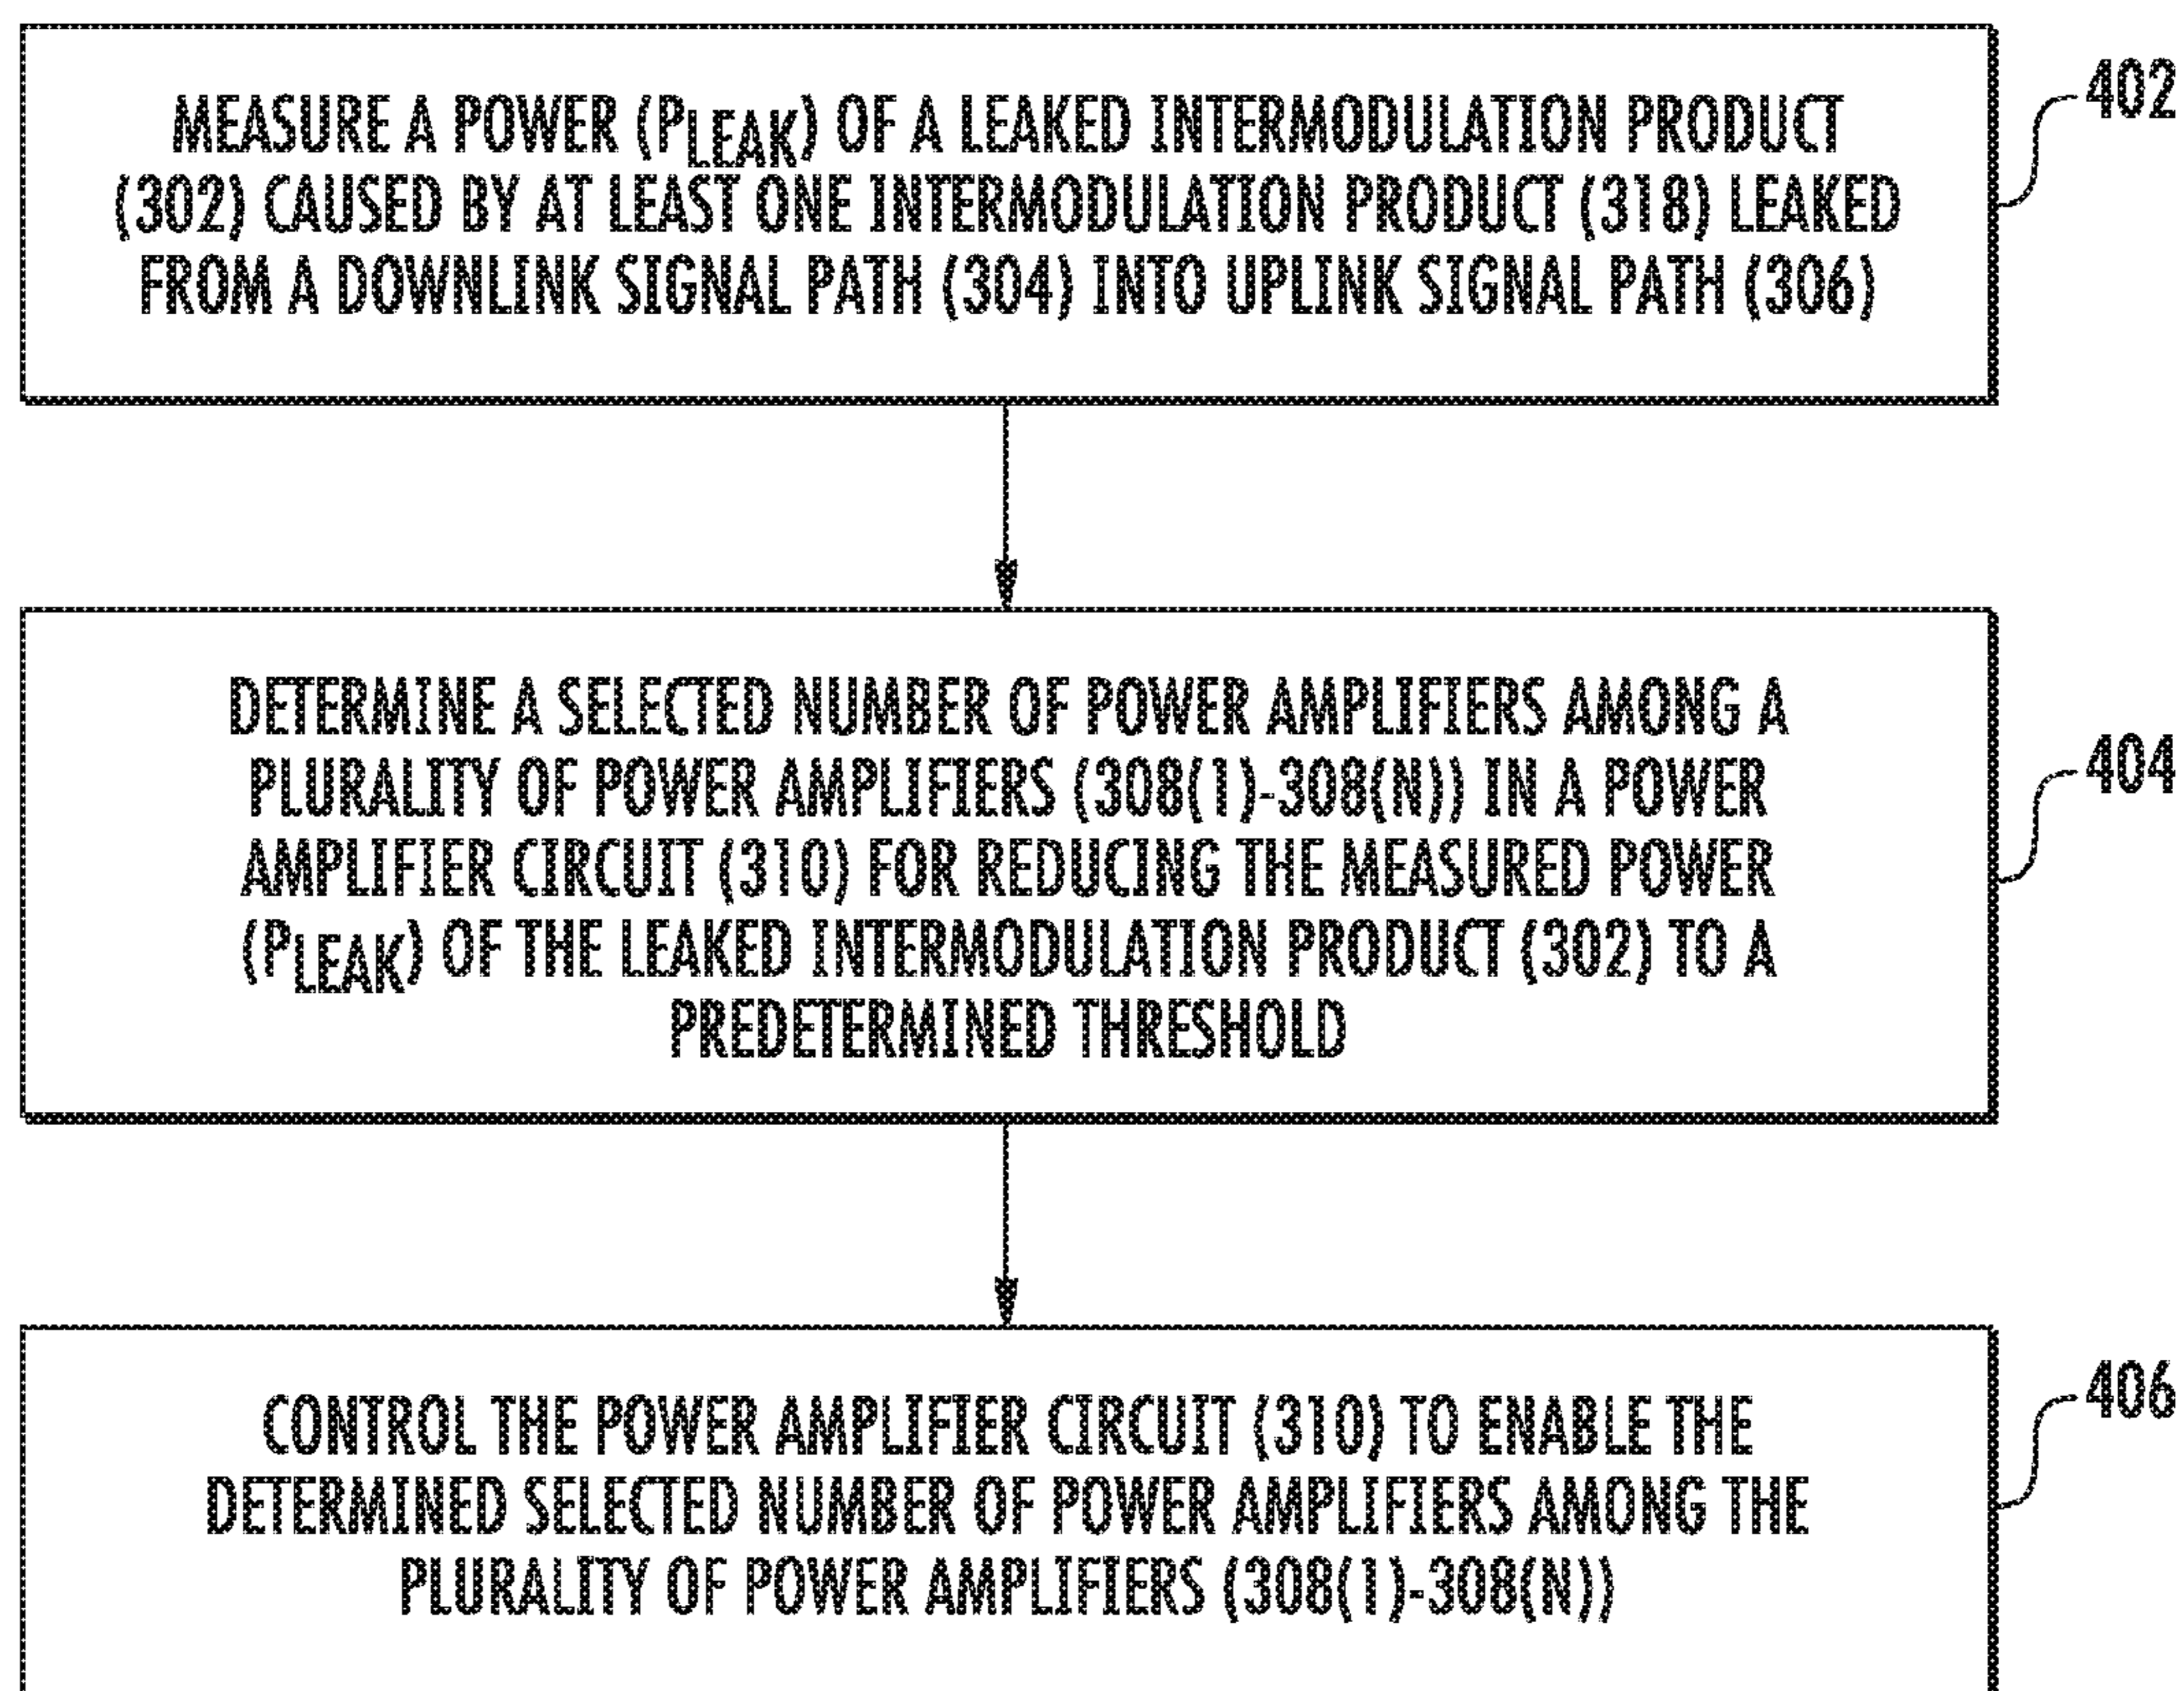 MEASURE A POWER (PLEAK) OF A LEAKED INTERMODULATION PRODUCT
(302) CAUSED BY AT LEAST ONE INTERMODULATION PRODUCT (318) LEAKED
FROM A DOWNLINK SIGNAL PATH (304) INTO UPLINK SIGNAL PATH (306)
402
DETERMINE A SELECTED NUMBER OF POWER AMPLIFIERS AMONG A
PLURALITY OF POWER AMPLIFIERS (308(1)-308(N)) IN A POWER
AMPLIFIER CIRCUIT (310) FOR REDUCING THE MEASURED POWER
(PLEAK) OF THE LEAKED INTERMODULATION PRODUCT (302) TO A
PREDETERMINED THRESHOLD
404
CONTROL THE POWER AMPLIFIER CIRCUIT (310) TO ENABLE THE
DETERMINED SELECTED NUMBER OF POWER AMPLIFIERS AMONG THE
PLURALITY OF POWER AMPLIFIERS (308(1)-308(N))
406